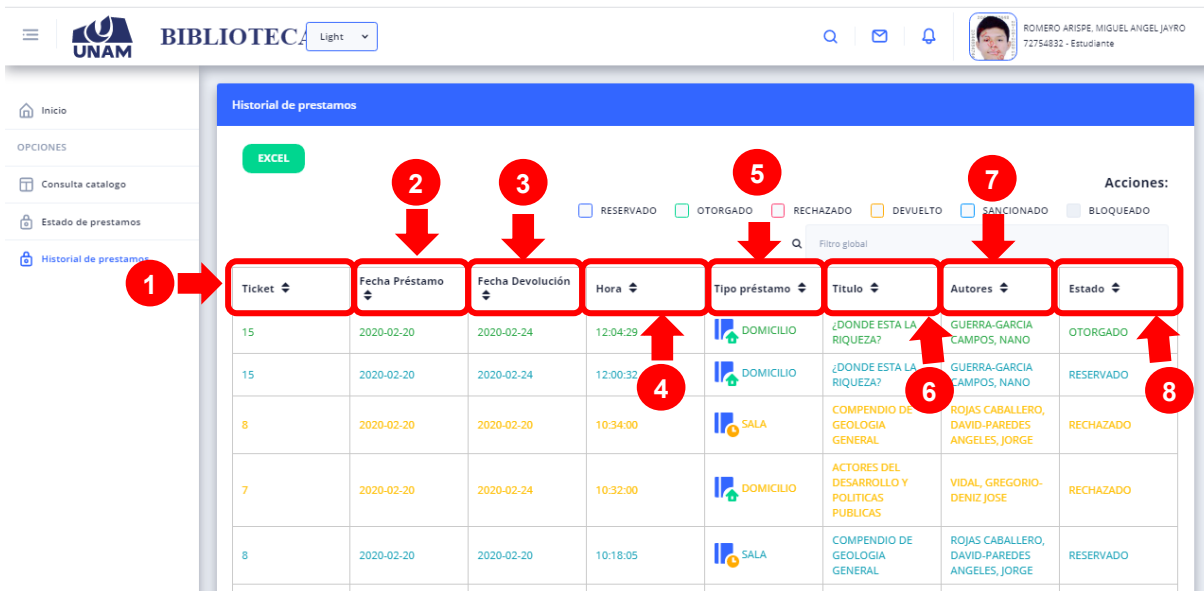 UNAM
BIBLIOTECA
Light
ROMERO ARISPE, MIGUEL ANGEL JAYRO
72754832 - Estudiante
Inicio
OPCIONES
Consulta catalogo
Estado de prestamos
Historial de prestamos
Historial de prestamos
EXCEL
Acciones:
RESERVADO
OTORGADO
RECHAZADO
DEVUELTO
SANCIONADO
BLOQUEADO
Filtro global
1
2
3
5
7
Ticket
Fecha Préstamo
Fecha Devolución
Hora
Tipo préstamo
Titulo
Autores
Estado
4
6
8
15
2020-02-20
2020-02-24
12:04:29
DOMICILIO
¿DONDE ESTA LA
RIQUEZA?
GUERRA-GARCIA
CAMPOS, NANO
OTORGADO
15
2020-02-20
2020-02-24
12:00:32
DOMICILIO
¿DONDE ESTA LA
RIQUEZA?
GUERRA-GARCIA
CAMPOS, NANO
RESERVADO
8
2020-02-20
2020-02-20
10:34:00
SALA
COMPENDIO DE
GEOLOGIA
GENERAL
ROJAS CABALLERO,
DAVID-PAREDES
ANGELES, JORGE
RECHAZADO
7
2020-02-20
2020-02-24
10:32:00
DOMICILIO
ACTORES DEL
DESARROLLO Y
POLITICAS
PUBLICAS
VIDAL, GREGORIO-
DENIZ JOSE
RECHAZADO
8
2020-02-20
2020-02-20
10:18:05
SALA
COMPENDIO DE
GEOLOGIA
GENERAL
ROJAS CABALLERO,
DAVID-PAREDES
ANGELES, JORGE
RESERVADO